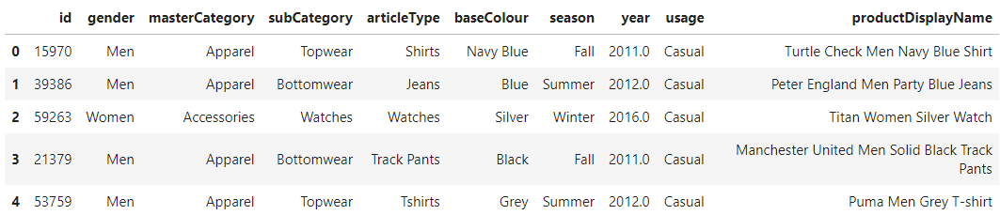 id gender masterCategory subCategory articleType baseColour season year usage productDisplayName
0 15970 Men Apparel Topwear Shirts Navy Blue Fall 2011.0 Casual Turtle Check Men Navy Blue Shirt
1 39386 Men Apparel Bottomwear Jeans Blue Summer 2012.0 Casual Peter England Men Party Blue Jeans
2 59263 Women Accessories Watches Watches Silver Winter 2016.0 Casual Titan Women Silver Watch
3 21379 Men Apparel Bottomwear Track Pants Black Fall 2011.0 Casual Manchester United Men Solid Black Track
Pants
4 53759 Men Apparel Topwear Tshirts Grey Summer 2012.0 Casual Puma Men Grey T-shirt